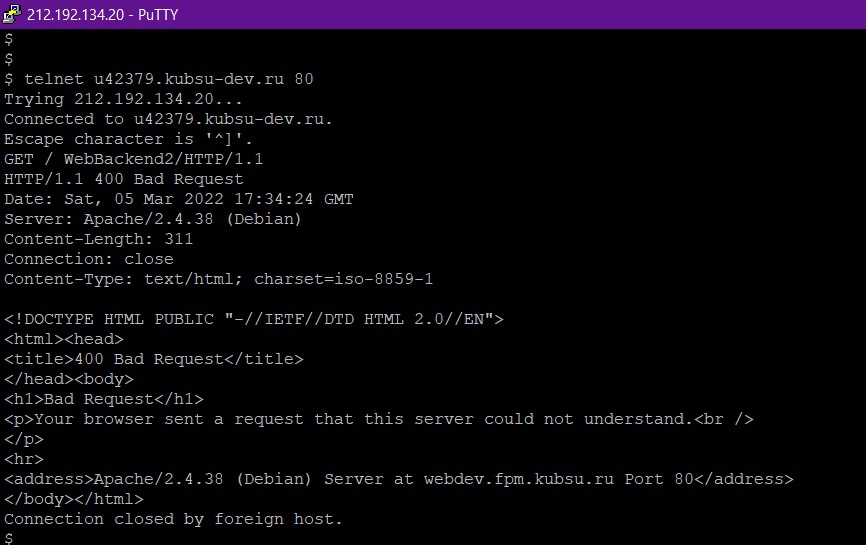 212.192.134.20 - PuTTY
$
$
$ telnet u42379.kubsu-dev.ru 80
Trying 212.192.134.20...
Connected to u42379.kubsu-dev.ru.
Escape character is '^]'.
GET / WebBackend2/HTTP/1.1
HTTP/1.1 400 Bad Request
Date: Sat, 05 Mar 2022 17:34:24 GMT
Server: Apache/2.4.38 (Debian)
Content-Length: 311
Connection: close
Content-Type: text/html; charset=iso-8859-1

<!DOCTYPE HTML PUBLIC "-//IETF//DTD HTML 2.0//EN">
<html><head>
<title>400 Bad Request</title>
</head><body>
<h1>Bad Request</h1>
<p>Your browser sent a request that this server could not understand.<br />
</p>
<hr>
<address>Apache/2.4.38 (Debian) Server at webdev.fpm.kubsu.ru Port 80</address>
</body></html>
Connection closed by foreign host.
$